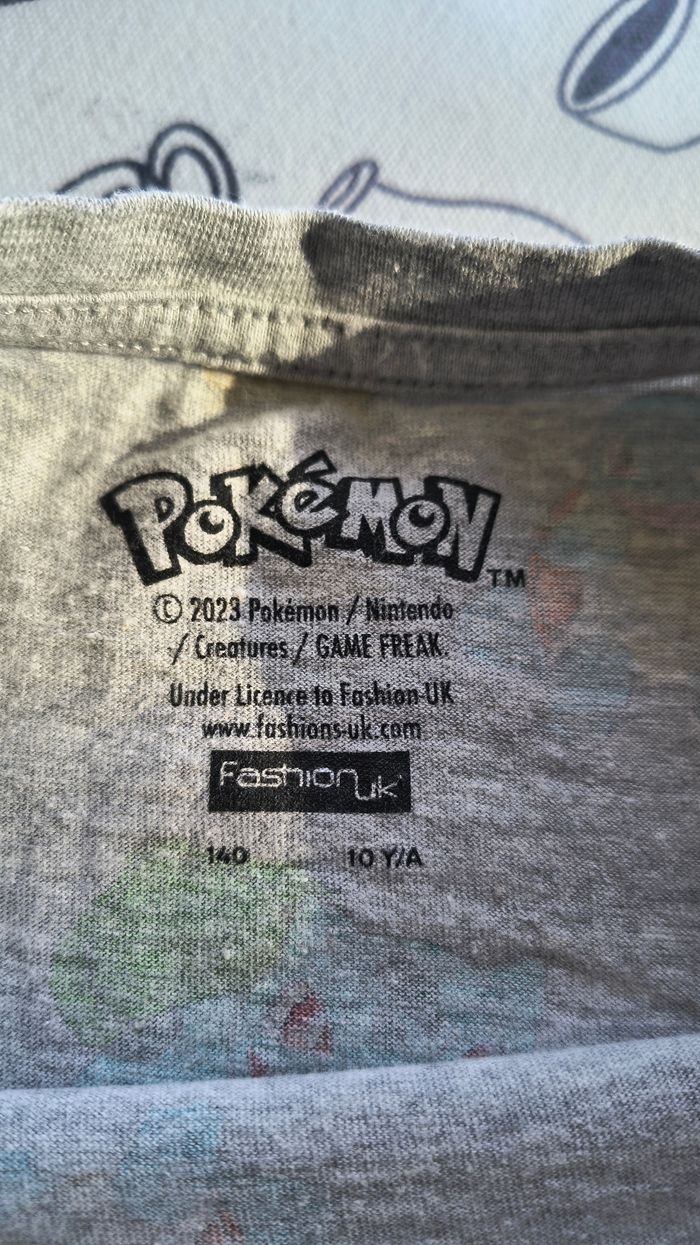 POKéMON TM
© 2023 Pokémon / Nintendo
/ Creatures / GAME FREAK.
Under Licence to Fashion UK
www.fashions-uk.com
Fashion uk
140 10 Y/A